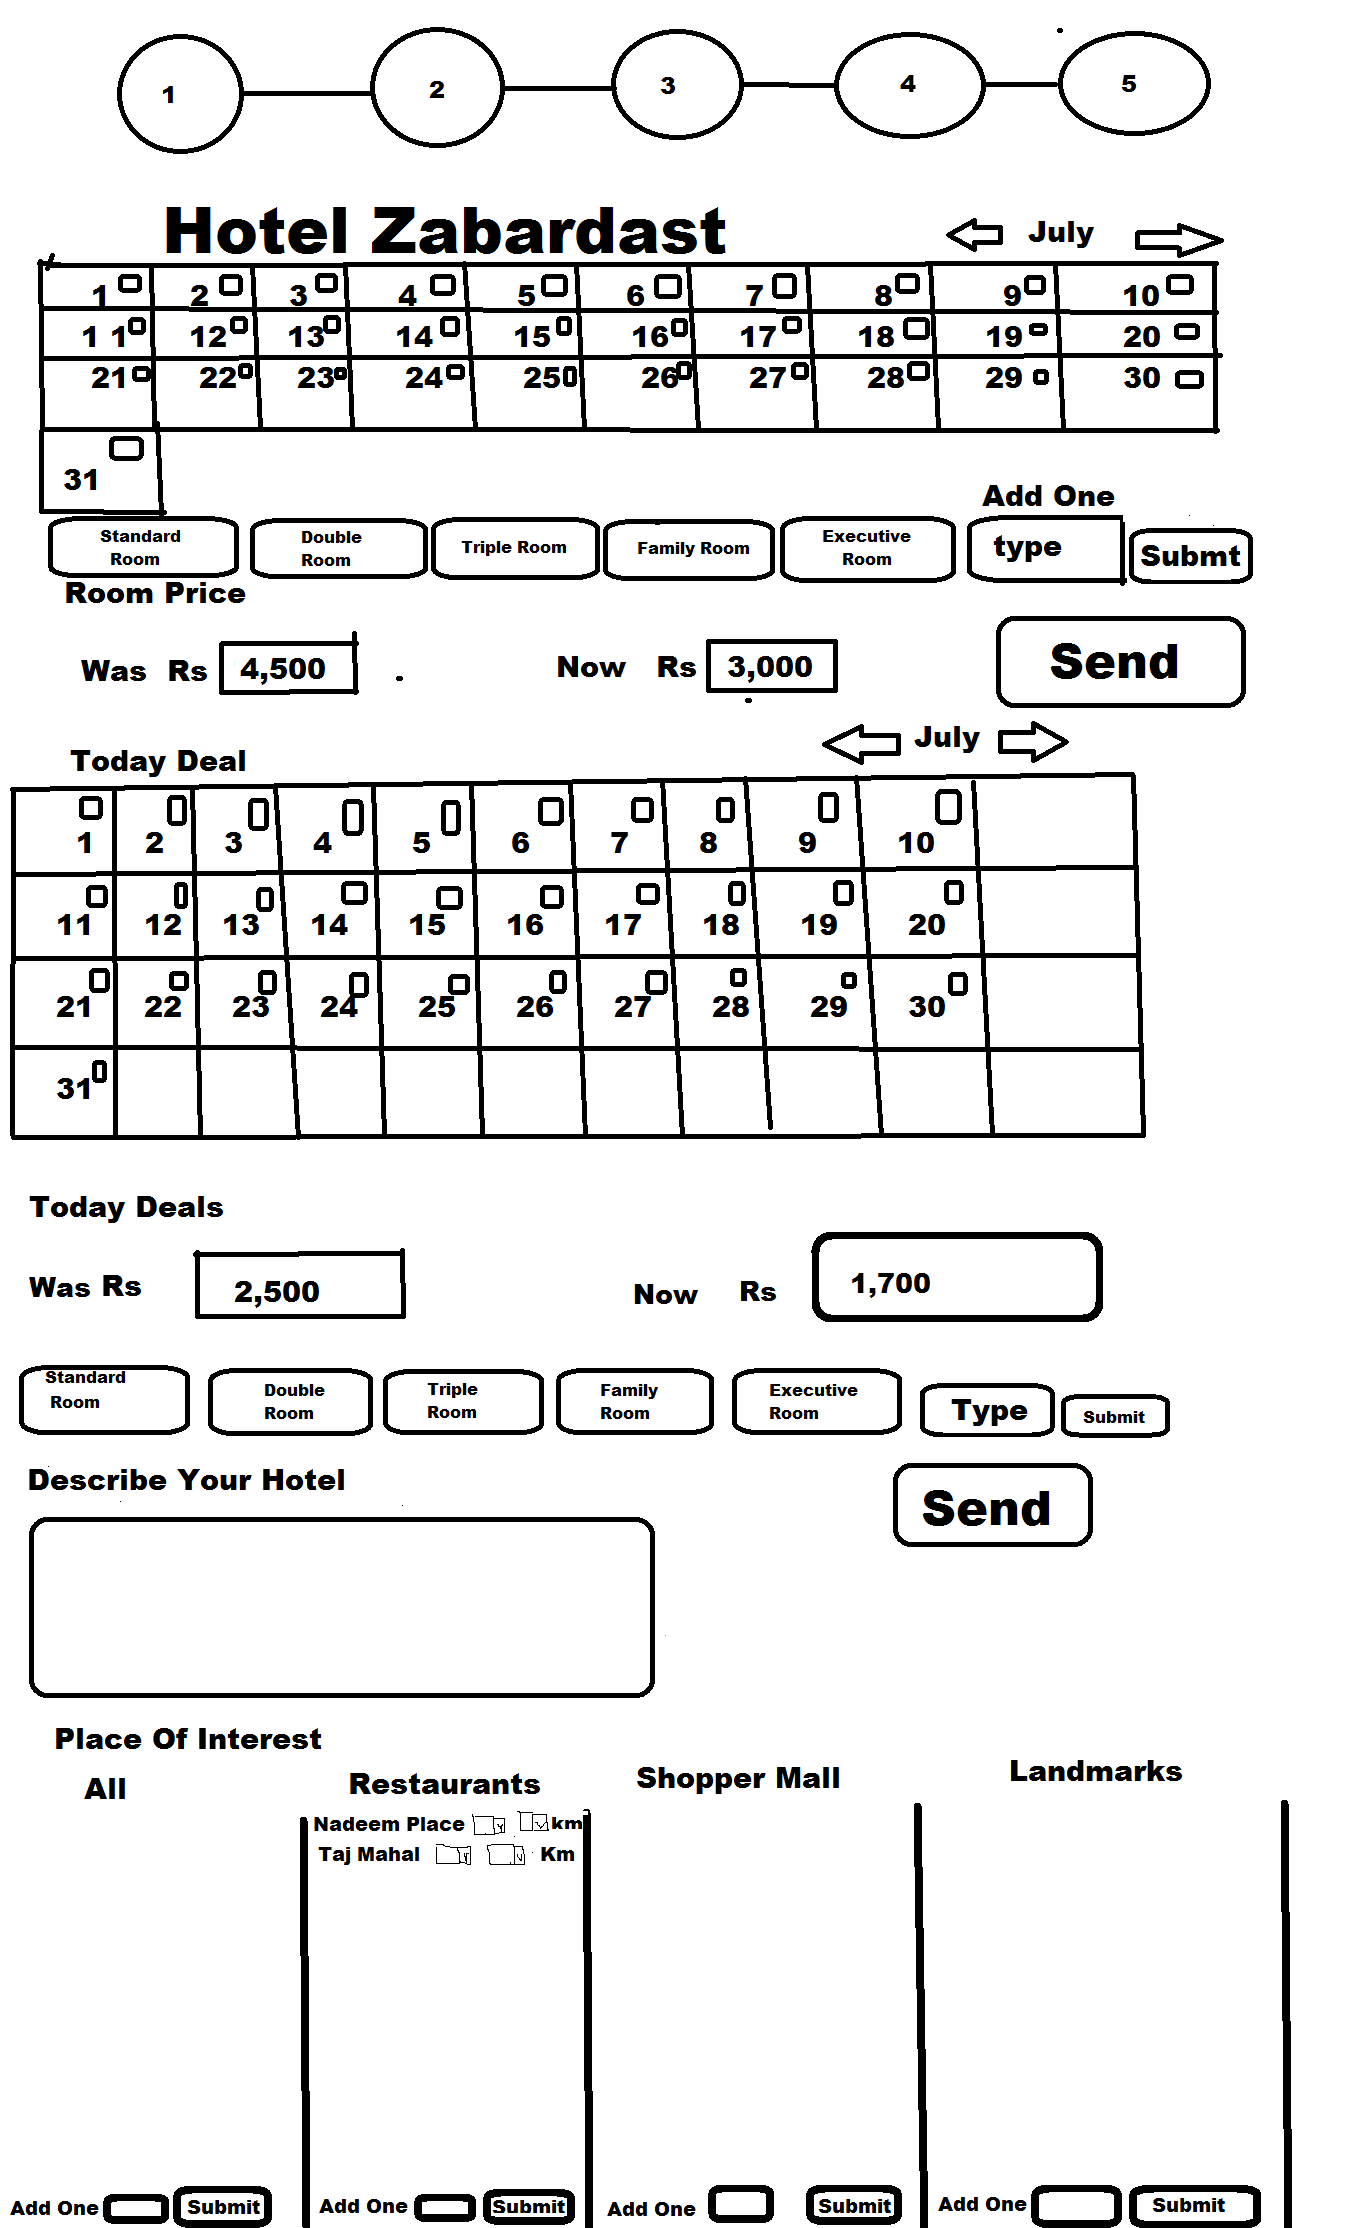 1 2 3 4 5
Hotel Zabardast July
1 2 3 4 5 6 7 8 9 10
1 1 12 13 14 15 16 17 18 19 20
21 22 23 24 25 26 27 28 29 30
31
Add One
Standard Room Double Room Triple Room Family Room Executive Room type Submt
Room Price
Was Rs 4,500 Now Rs 3,000 Send
July
Today Deal
1 2 3 4 5 6 7 8 9 10
11 12 13 14 15 16 17 18 19 20
21 22 23 24 25 26 27 28 29 30
31
Today Deals
Was Rs 2,500 Now Rs 1,700
Standard Room Double Room Triple Room Family Room Executive Room Type Submit
Describe Your Hotel
Send
Place Of Interest
All Restaurants Shopper Mall Landmarks
Nadeem Place km
Taj Mahal Km
Add One Submit Add One Submit Add One Submit Add One Submit